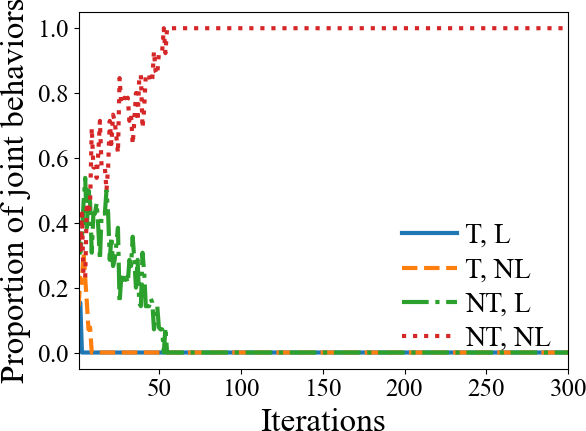 Proportion of joint behaviors
1.0
0.8
0.6
0.4
0.2
0.0
T, L
T, NL
NT, L
NT, NL
50 100 150 200 250 300
Iterations